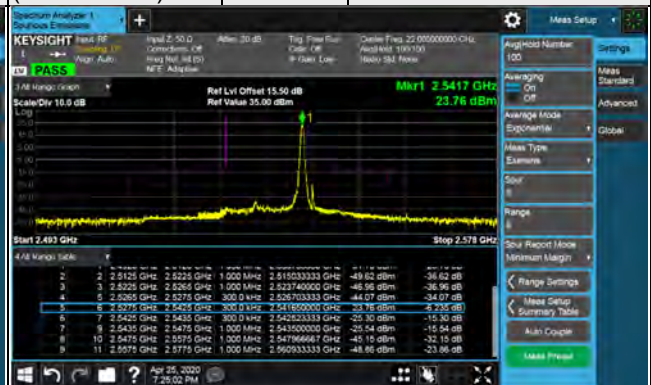 Spectrum Analyzer 1
Spurious Emissions
+
Meas Setup
KEYSIGHT Input: RF
Align: Auto
Input Z: 50 Ω
Corrections: Off
Freq Ref: Int (S)
NFE: Adaptive
Atten: 30 dB
Trig: Free Run
Gate: Off
IF Gain: Low
Center Freq: 22.000000000 GHz
Avg|Hold: 100/100
Radio Std: None
PASS
3 All Range Graph
Scale/Div 10.0 dB
Ref Lvl Offset 15.50 dB
Ref Value 35.00 dBm
Mkr1 2.5417 GHz
23.76 dBm
Log
Start 2.493 GHz
Stop 2.578 GHz
4 All Range Table
2 2 2.5125 GHz 2.5225 GHz 1.000 MHz 2.515033333 GHz -49.62 dBm -36.62 dB
3 3 2.5225 GHz 2.5265 GHz 1.000 MHz 2.523740000 GHz -46.96 dBm -36.96 dB
4 5 2.5265 GHz 2.5275 GHz 300.0 kHz 2.526703333 GHz -44.07 dBm -34.07 dB
5 6 2.5275 GHz 2.5425 GHz 300.0 kHz 2.541650000 GHz 23.76 dBm -6.235 dB
6 7 2.5425 GHz 2.5435 GHz 300.0 kHz 2.542523333 GHz -25.30 dBm -15.30 dB
7 9 2.5435 GHz 2.5475 GHz 1.000 MHz 2.543500000 GHz -25.54 dBm -15.54 dB
8 10 2.5475 GHz 2.5575 GHz 1.000 MHz 2.547966667 GHz -45.15 dBm -32.15 dB
9 11 2.5575 GHz 2.5775 GHz 1.000 MHz 2.560933333 GHz -48.86 dBm -23.86 dB
Apr 25, 2020
7:25:02 PM
Avg|Hold Number
100
Averaging
On
Off
Average Mode
Exponential
Meas Type
Examine
Spur
Range
Spur Report Mode
Minimum Margin
Range Settings
Meas Setup
Summary Table
Auto Couple
Meas Preset
Settings
Meas
Standard
Advanced
Global